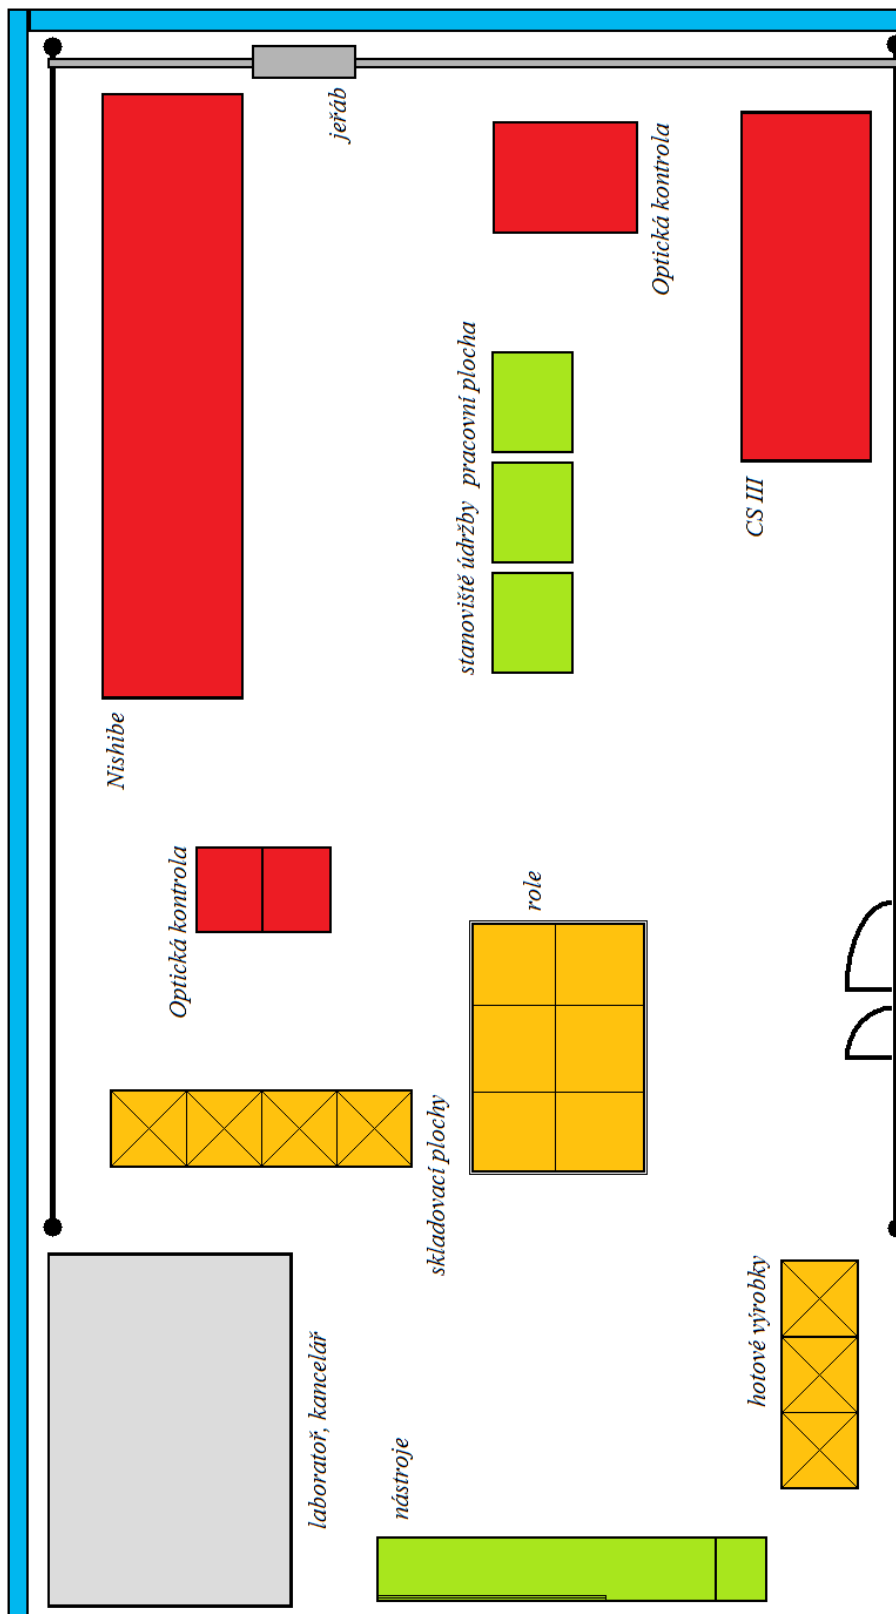 jeřáb
Optická kontrola
stanoviště údržby pracovní plocha
CS III
Nishibe
Optická kontrola
role
skladovací plochy
hotové výrobky
laboratoř, kancelář
nástroje